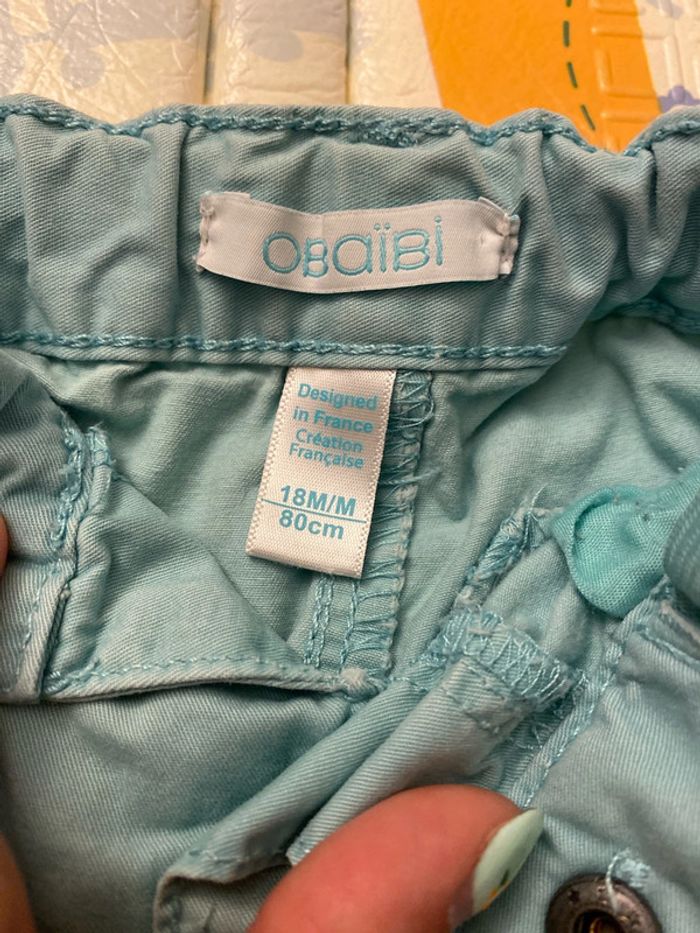 OBaïBi
Designed
in France
Création
Française
18M/M
80cm